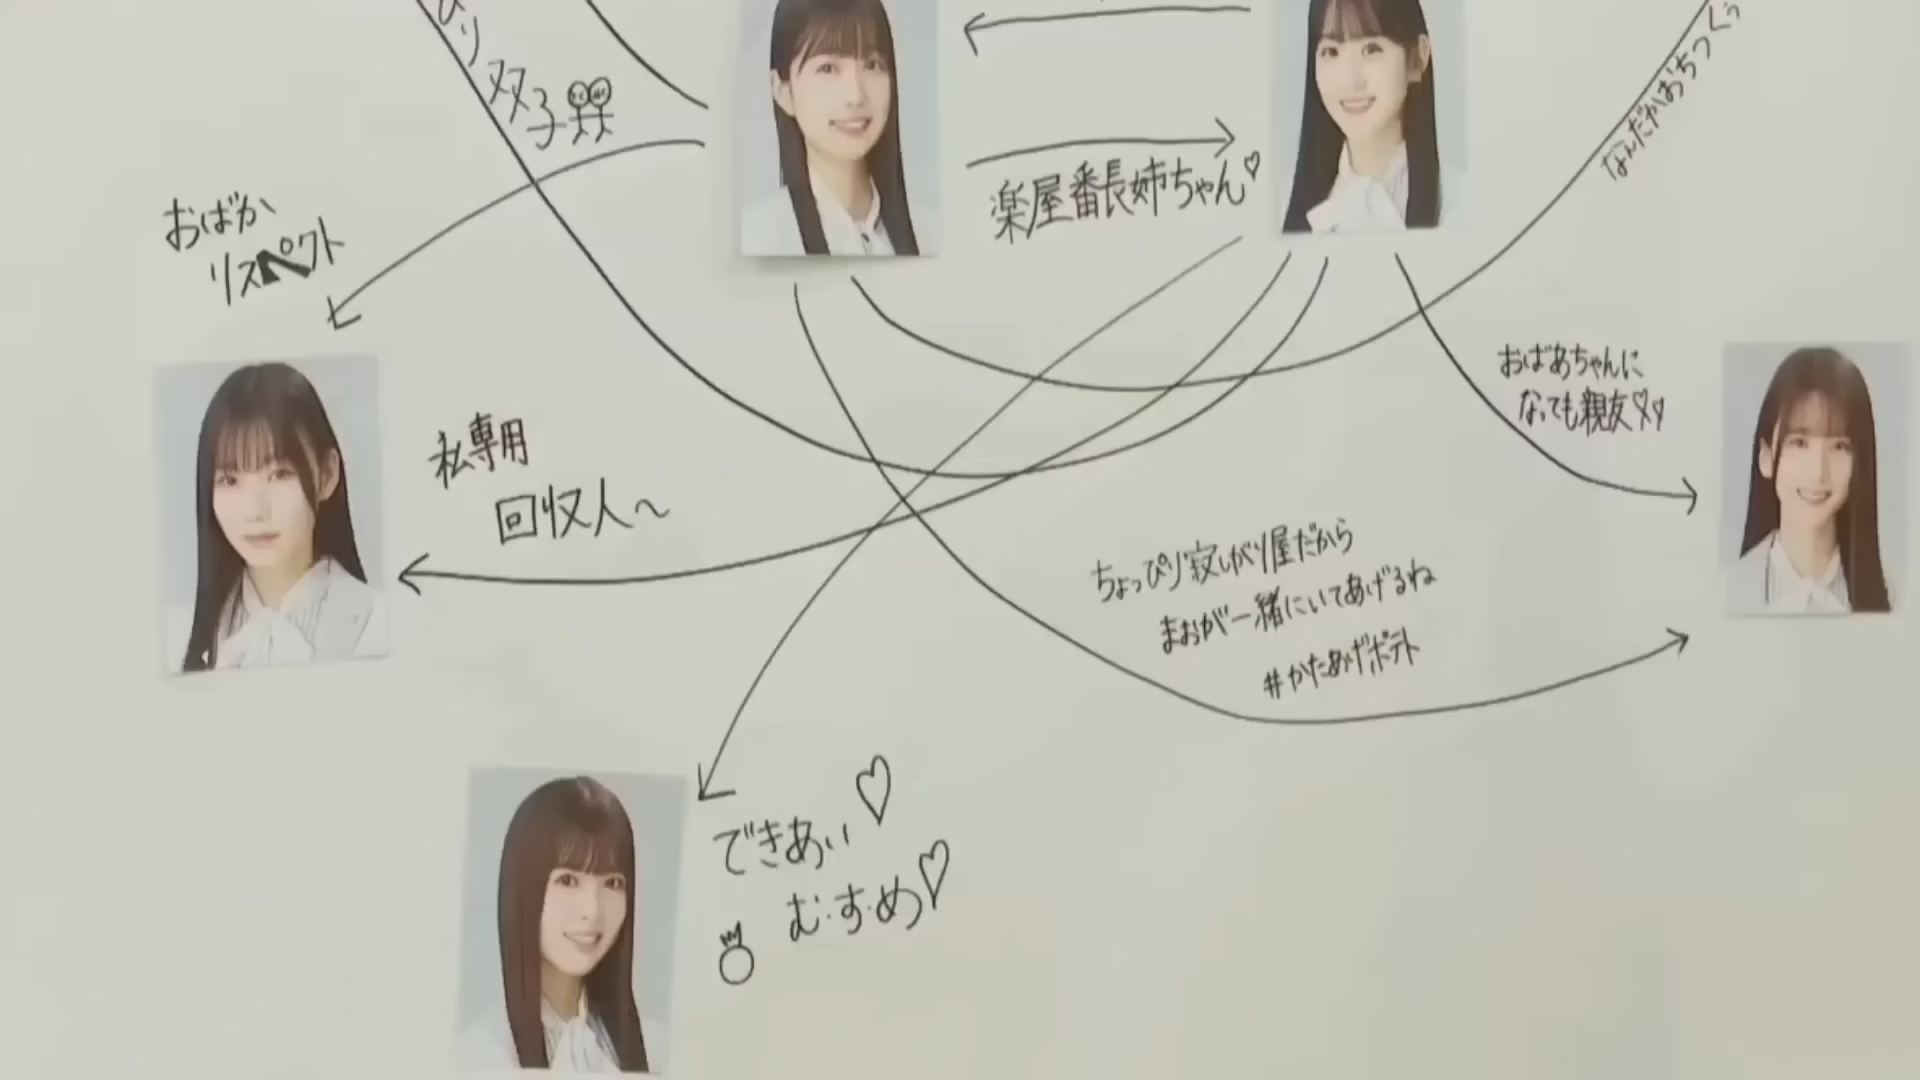 り双子
なんだかおちつくぅ
楽屋番長姉ちゃん♡
おばか
リスペクト
おばあちゃんに
なっても親友♡♡
私専用
回収人〜
ちょっぴり寂しがり屋だから
まおが一緒にいてあげるね
#かたあげポテト
できあい♡
む・す・め♡